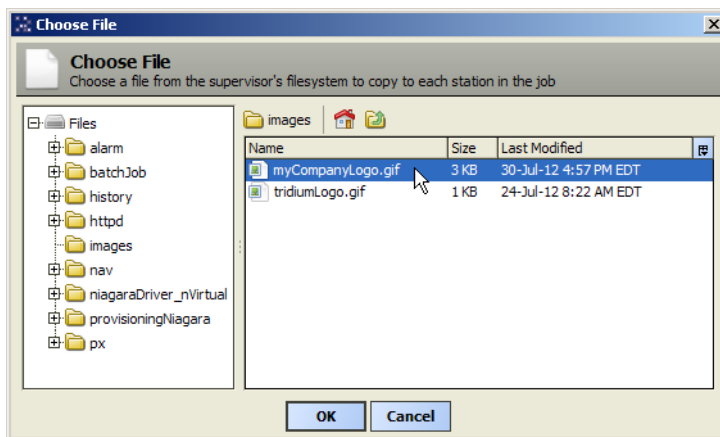 Choose File
Choose File
Choose a file from the supervisor's filesystem to copy to each station in the job
Files
alarm
batchJob
history
httpd
images
nav
niagaraDriver_nVirtual
provisioningNiagara
px
images
Name Size Last Modified
myCompanyLogo.gif 3 KB 30-Jul-12 4:57 PM EDT
tridiumLogo.gif 1 KB 24-Jul-12 8:22 AM EDT
OK Cancel